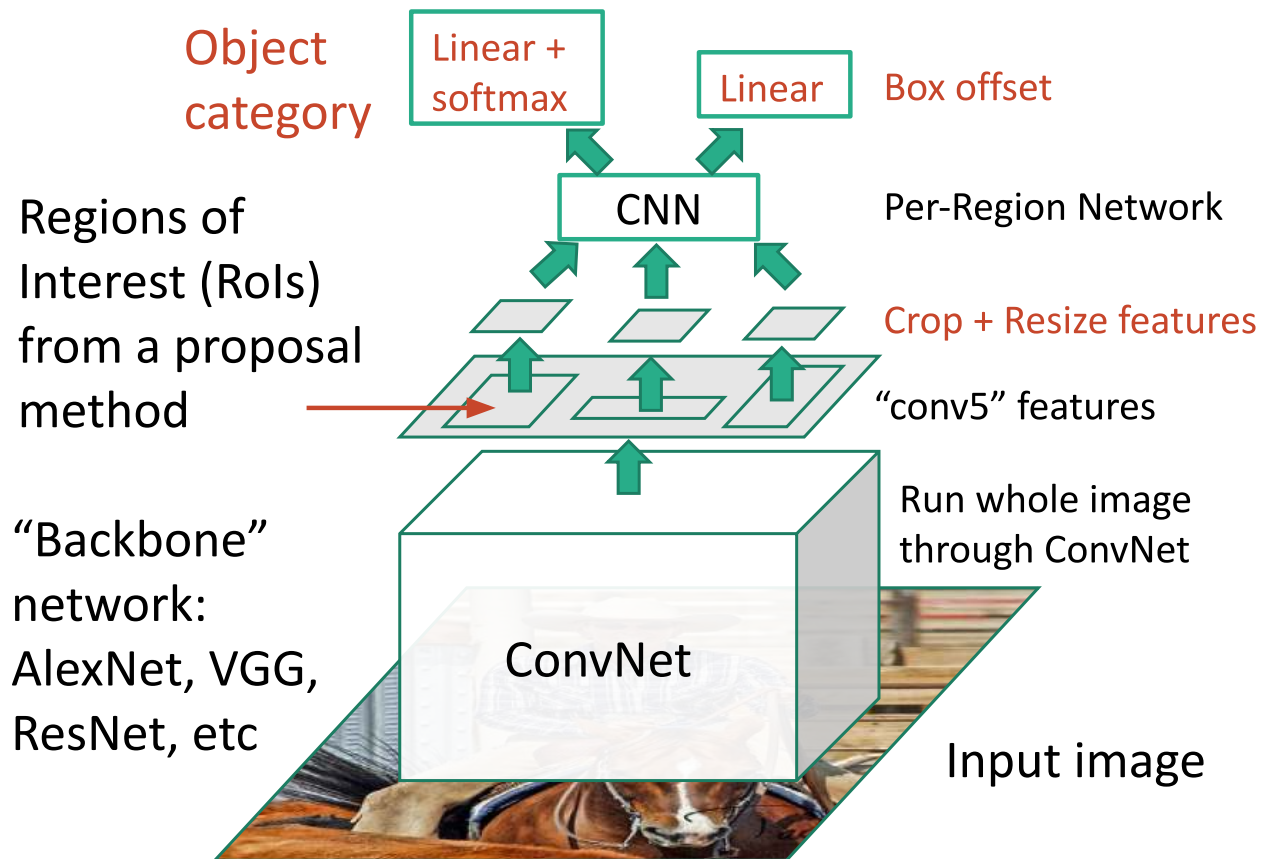 Object
category
Linear +
softmax
Linear
Box offset
Regions of
Interest (RoIs)
from a proposal
method
CNN
Per-Region Network
Crop + Resize features
“conv5” features
“Backbone”
network:
AlexNet, VGG,
ResNet, etc
Run whole image
through ConvNet
ConvNet
Input image